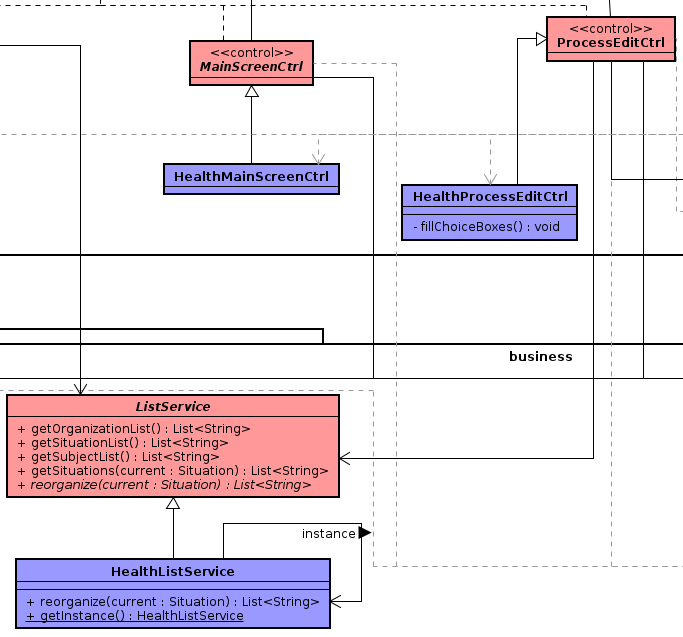 <<control>>
MainScreenCtrl
<<control>>
ProcessEditCtrl
HealthMainScreenCtrl
HealthProcessEditCtrl
- fillChoiceBoxes() : void
business
ListService
+ getOrganizationList() : List<String>
+ getSituationList() : List<String>
+ getSubjectList() : List<String>
+ getSituations(current : Situation) : List<String>
+ reorganize(current : Situation) : List<String>
instance
HealthListService
+ reorganize(current : Situation) : List<String>
+ getInstance() : HealthListService